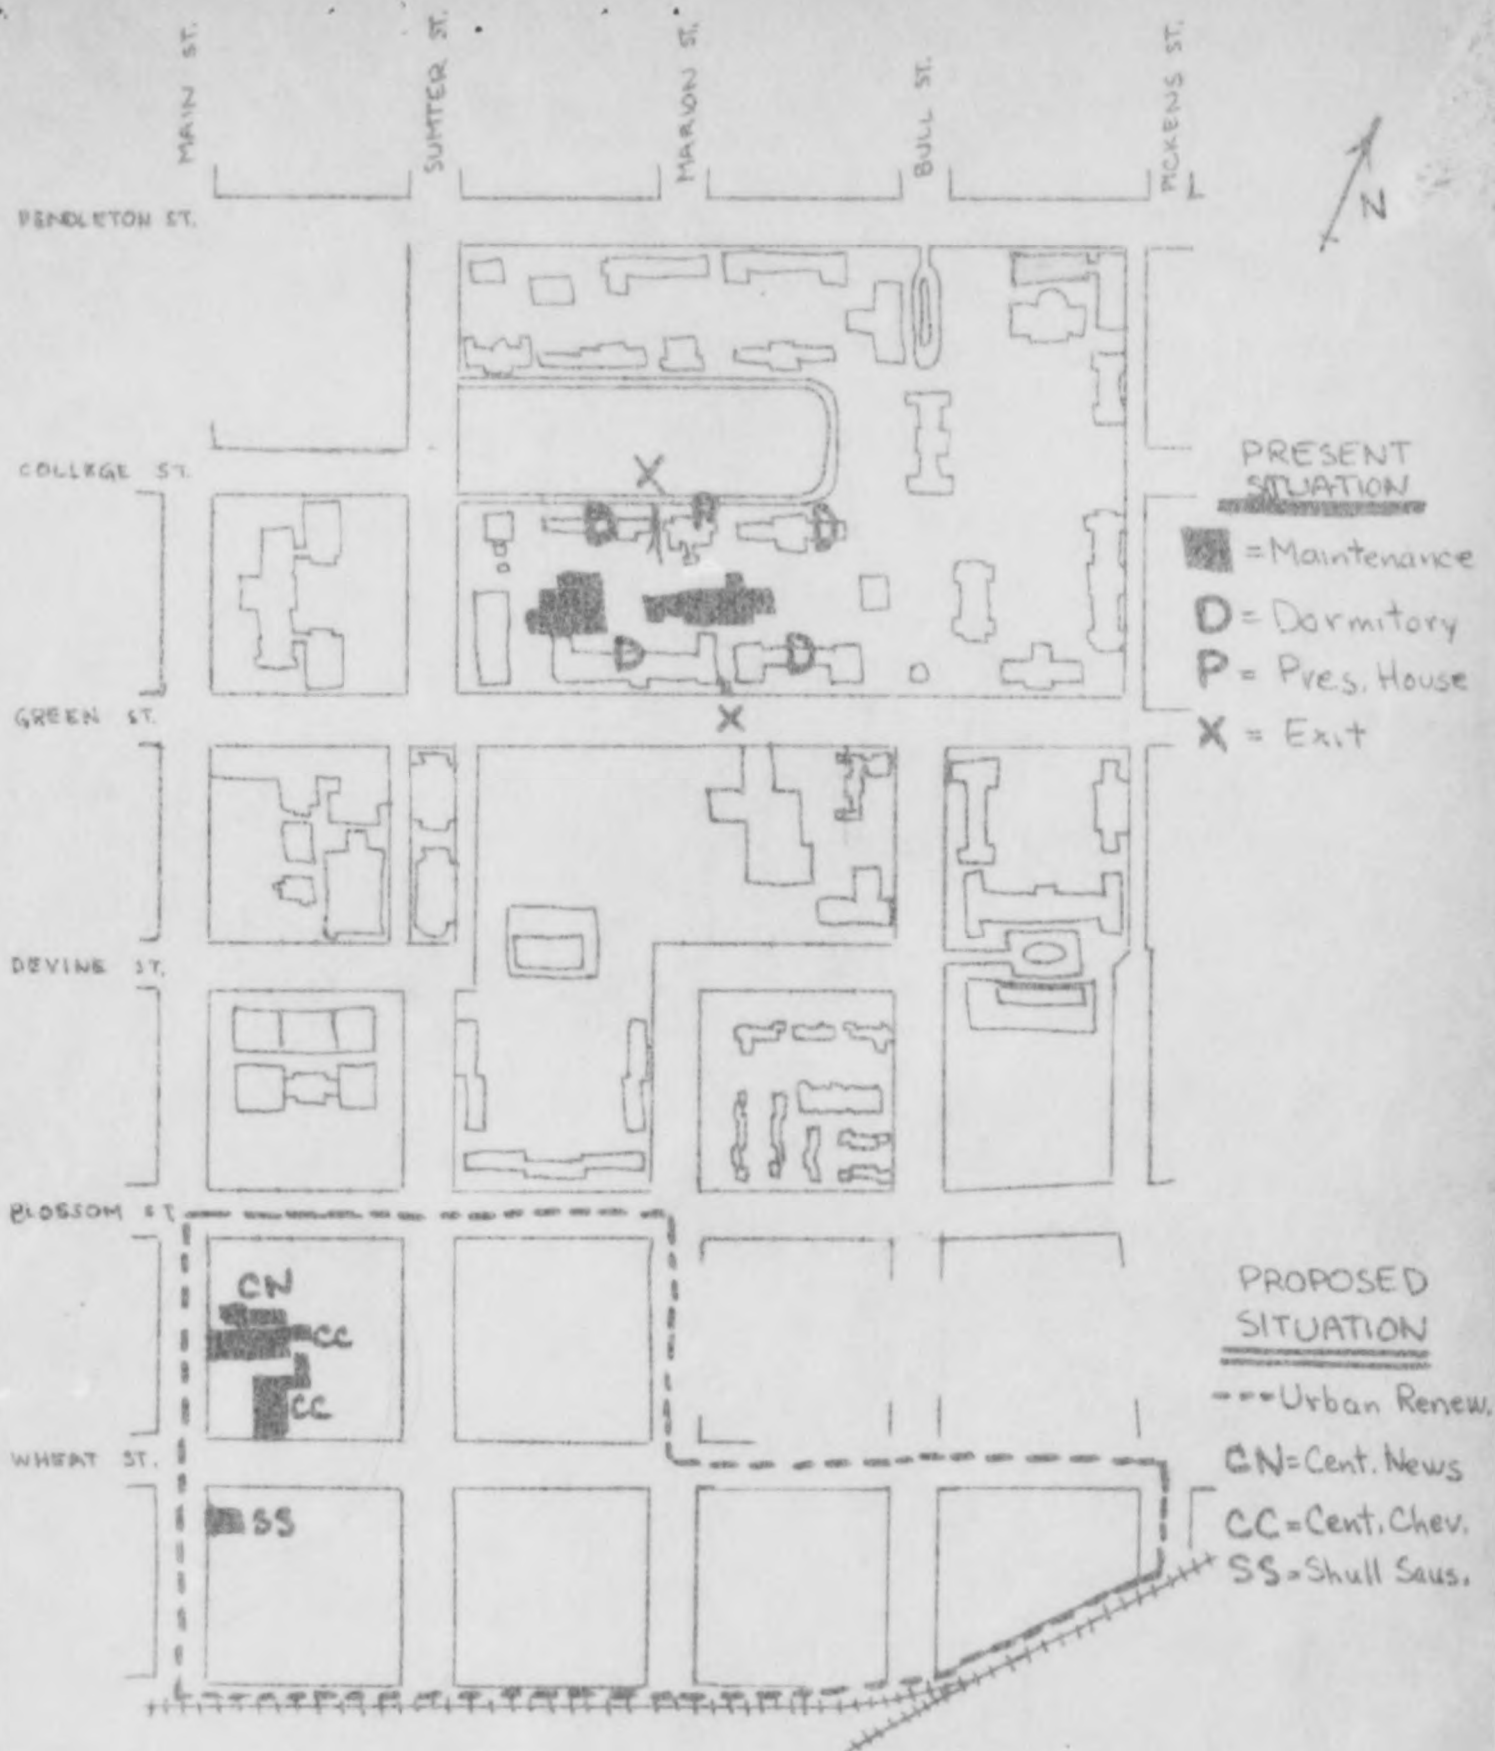 MAIN ST.
SUMTER ST.
MARION ST.
BULL ST.
PICKENS ST.
PENDLETON ST.
N
COLLEGE ST.
X
D
P
D
PRESENT
SITUATION
= Maintenance
D = Dormitory
P = Pres. House
X = Exit
D
D
GREEN ST.
X
DEVINE ST.
BLOSSOM ST
CN
CC
CC
PROPOSED
SITUATION
---Urban Renew.
CN=Cent. News
CC=Cent. Chev.
SS=Shull Saus.
WHEAT ST.
SS